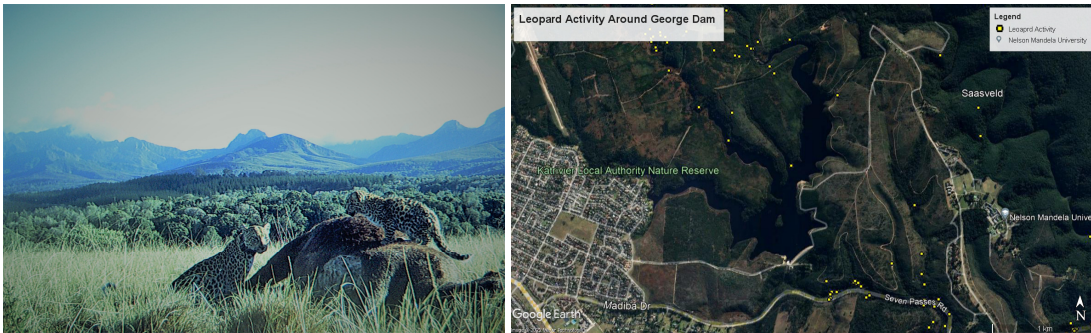 Leopard Activity Around George Dam
Legend
Leoaprd Activity
Nelson Mandela University
Saasveld
Katrivier Local Authority Nature Reserve
Nelson Mandela Unive
Madiba Dr
Seven Passes Rd
Google Earth
1 km
N